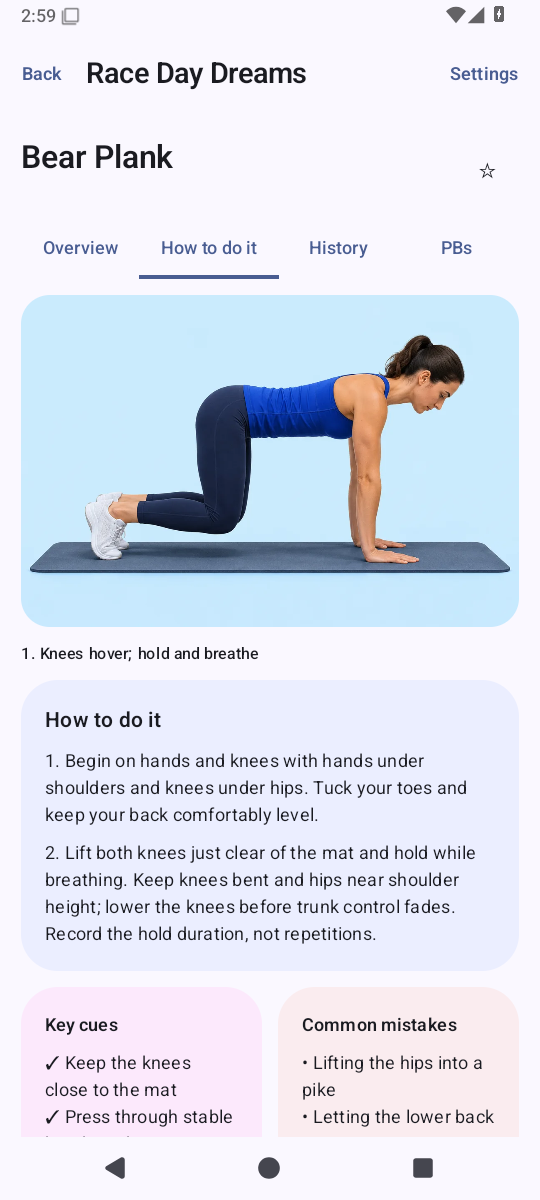 2:59
Back Race Day Dreams Settings
Bear Plank
☆
Overview How to do it History PBs
1. Knees hover; hold and breathe
How to do it
1. Begin on hands and knees with hands under
shoulders and knees under hips. Tuck your toes and
keep your back comfortably level.
2. Lift both knees just clear of the mat and hold while
breathing. Keep knees bent and hips near shoulder
height; lower the knees before trunk control fades.
Record the hold duration, not repetitions.
Key cues
✓ Keep the knees
close to the mat
✓ Press through stable
Common mistakes
• Lifting the hips into a
pike
• Letting the lower back